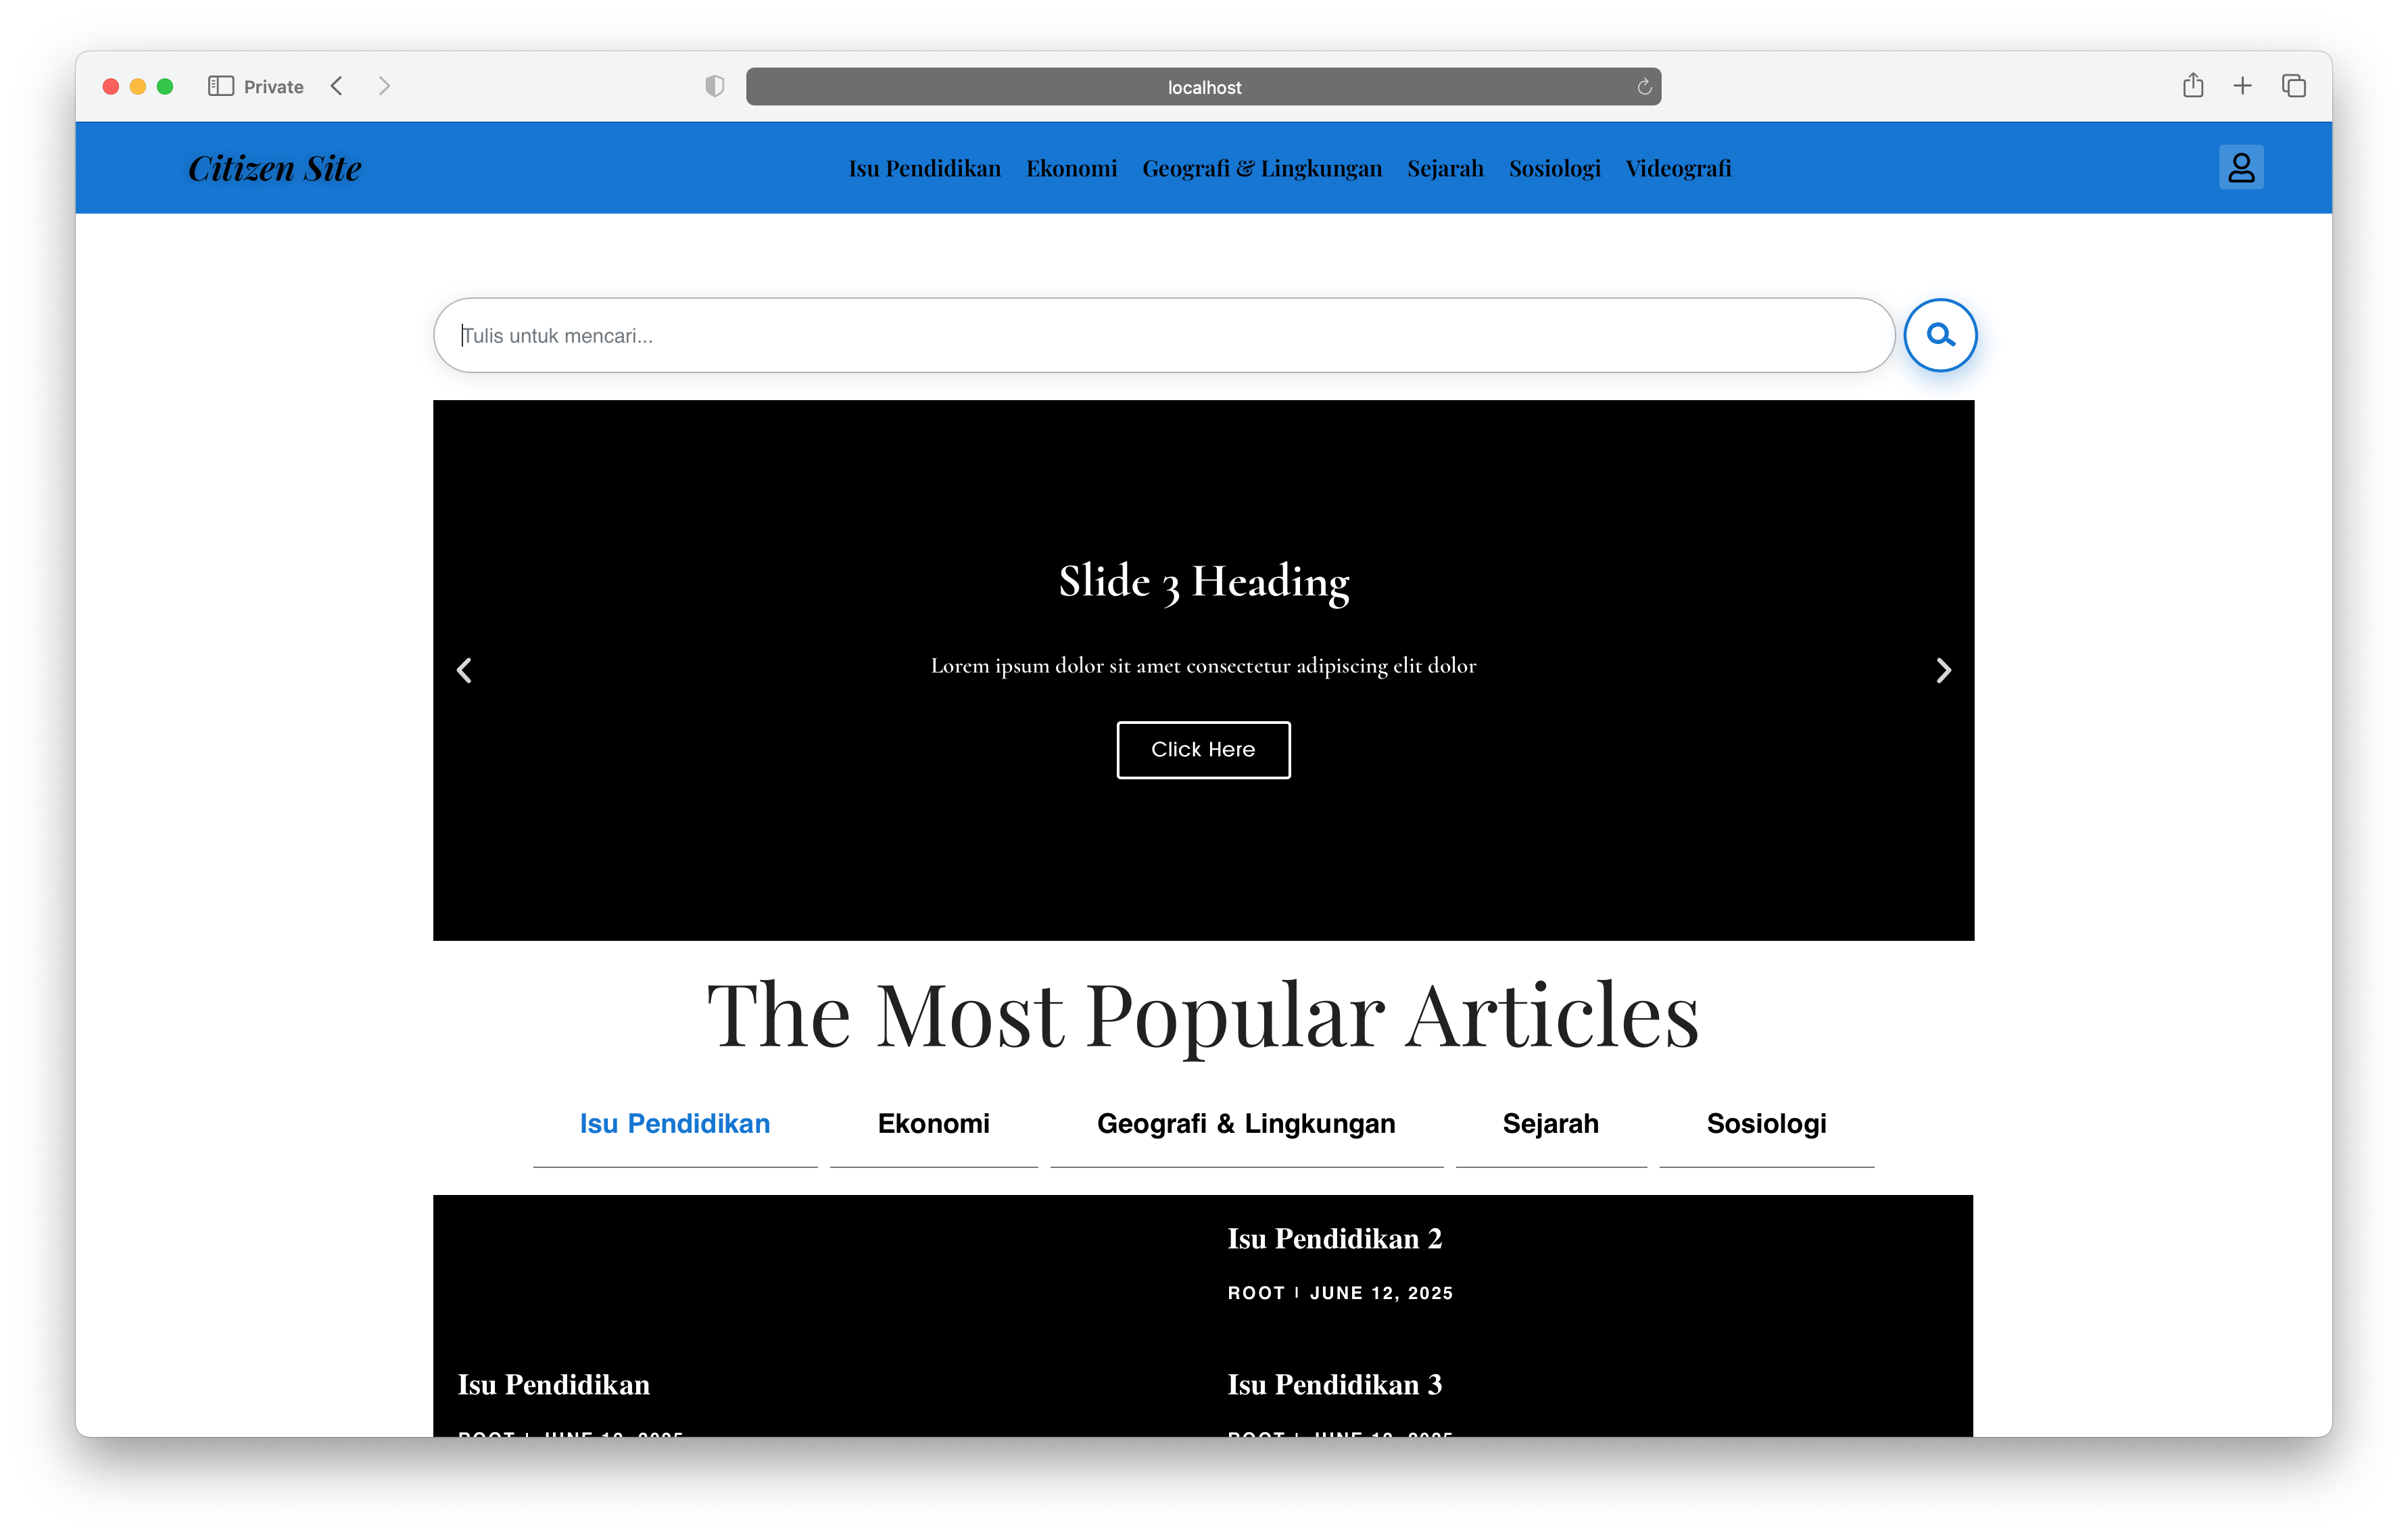 Private
localhost
Citizen Site
Isu Pendidikan Ekonomi Geografi & Lingkungan Sejarah Sosiologi Videografi
Tulis untuk mencari...
Slide 3 Heading
Lorem ipsum dolor sit amet consectetur adipiscing elit dolor
Click Here
The Most Popular Articles
Isu Pendidikan Ekonomi Geografi & Lingkungan Sejarah Sosiologi
Isu Pendidikan 2
ROOT | JUNE 12, 2025
Isu Pendidikan
Isu Pendidikan 3